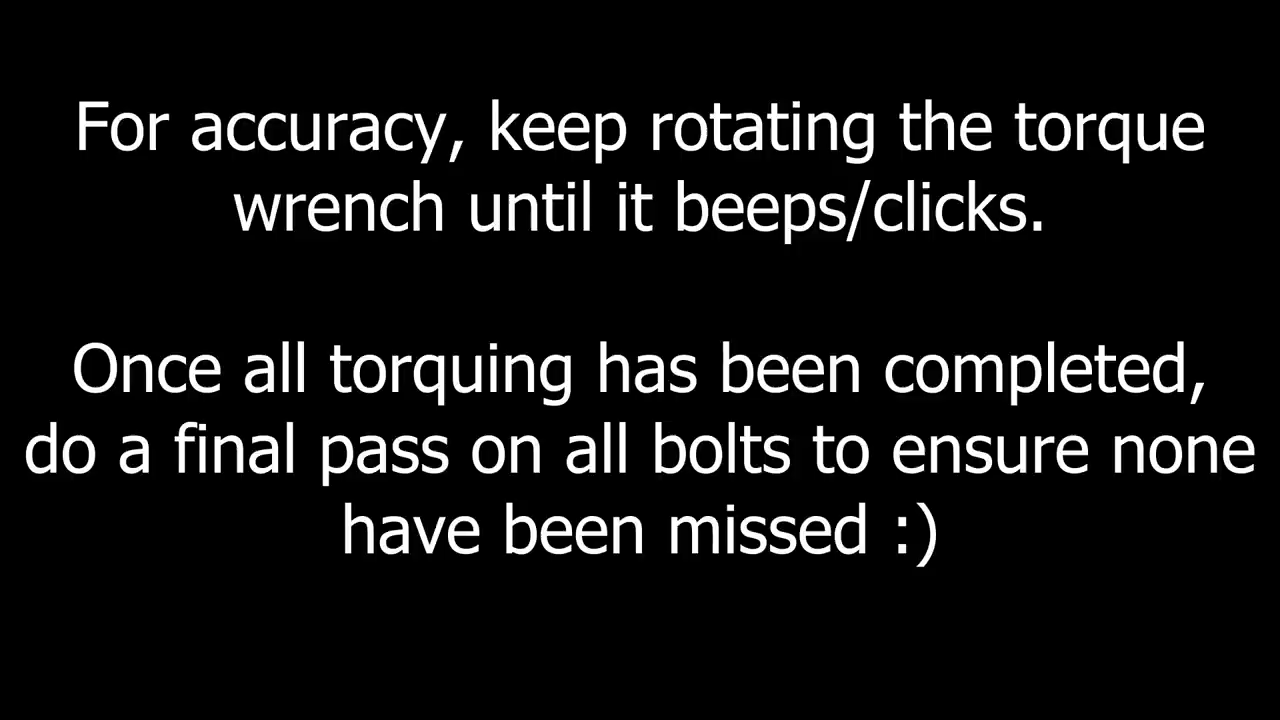 For accuracy, keep rotating the torque
wrench until it beeps/clicks.
Once all torquing has been completed,
do a final pass on all bolts to ensure none
have been missed :)